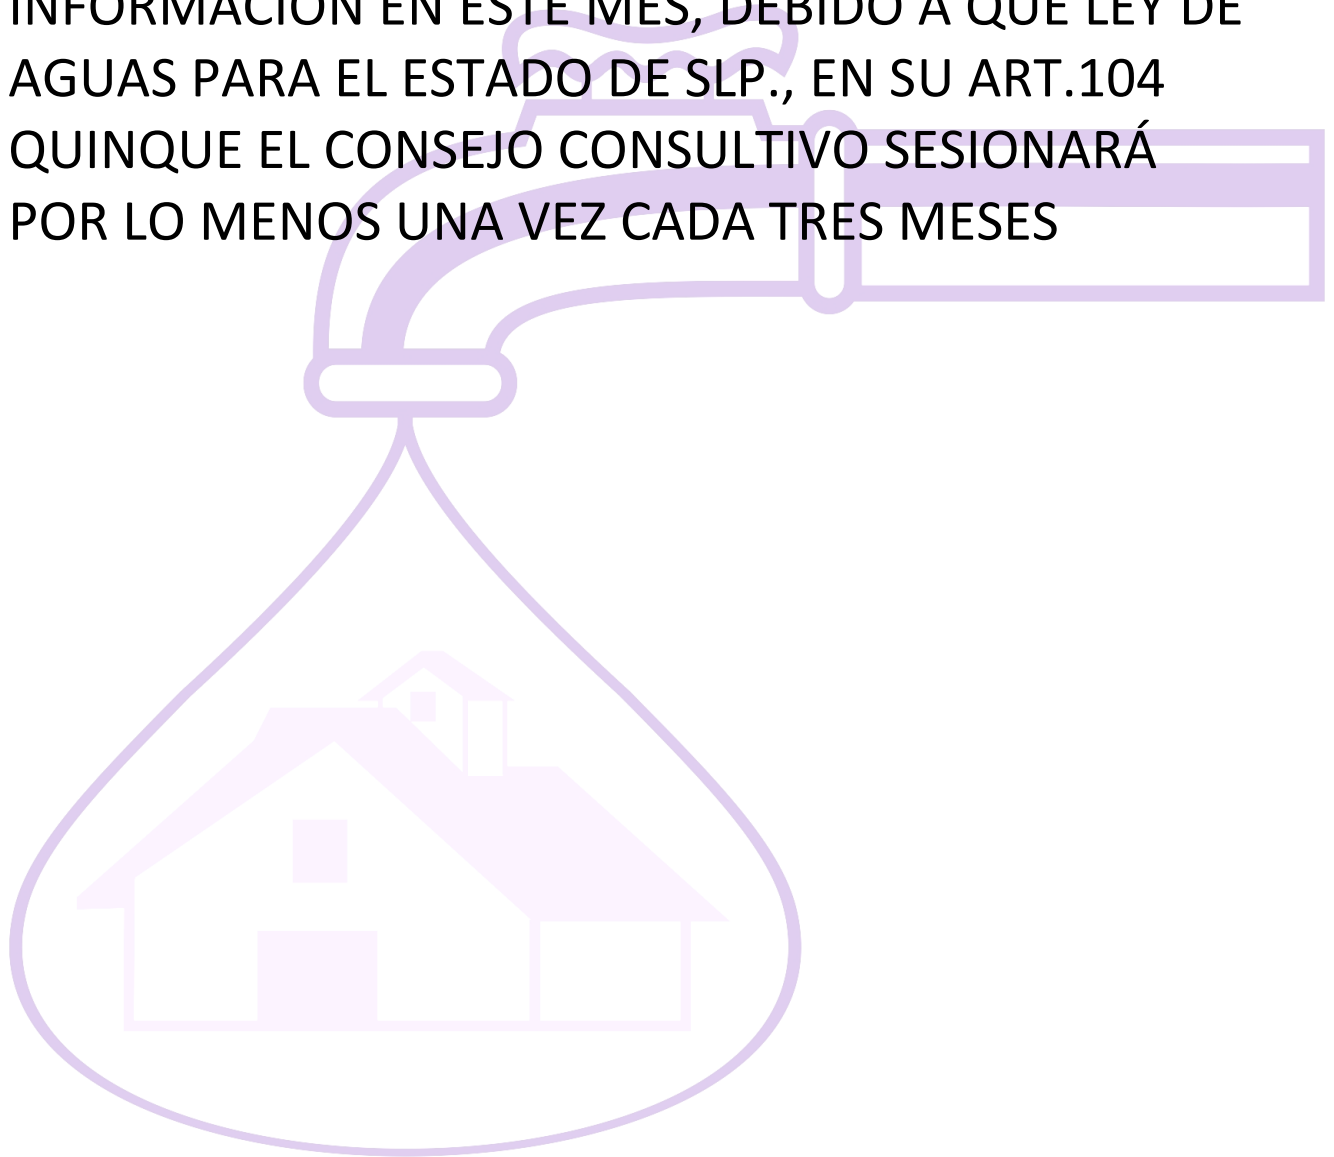 INFORMACIÓN EN ESTE MES, DEBIDO A QUE LEY DE
AGUAS PARA EL ESTADO DE SLP., EN SU ART.104
QUINQUE EL CONSEJO CONSULTIVO SESIONARÁ
POR LO MENOS UNA VEZ CADA TRES MESES